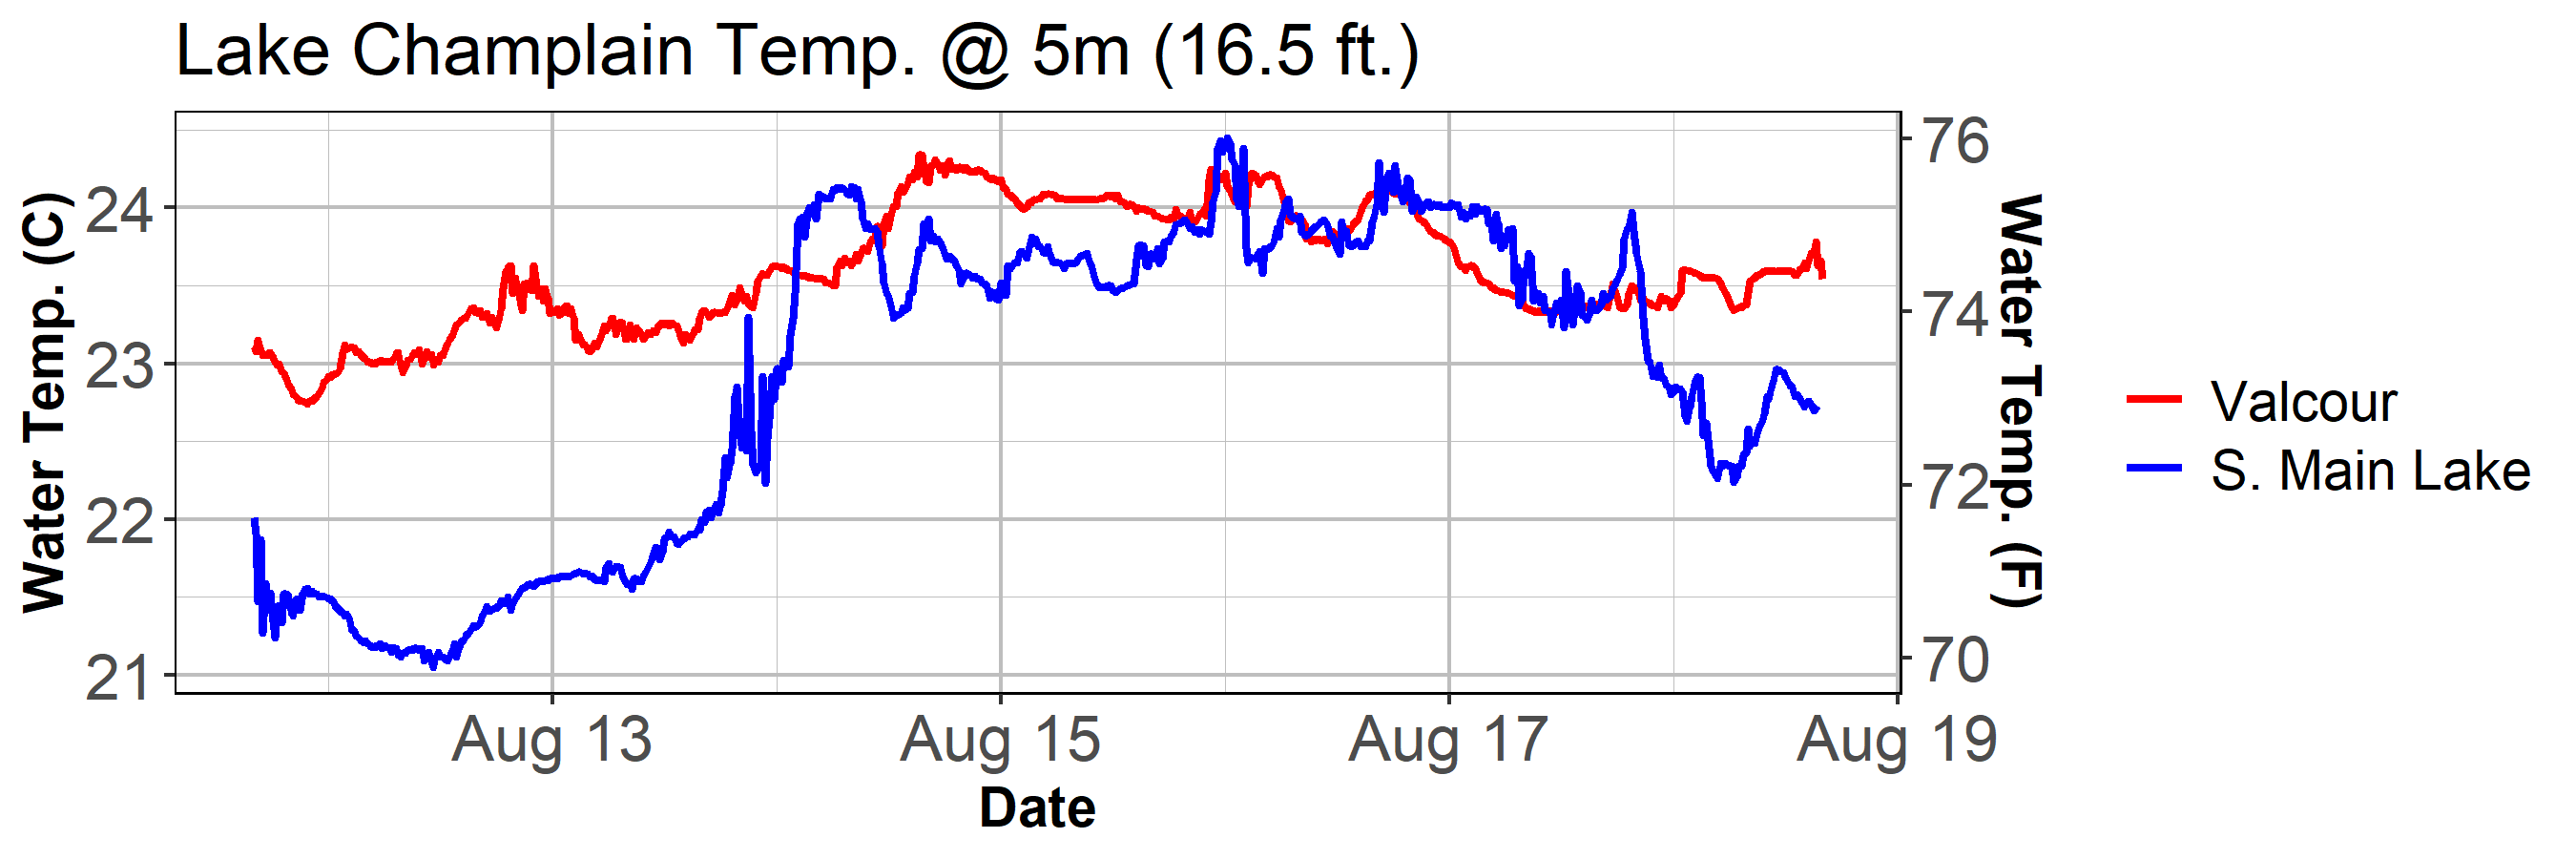 Lake Champlain Temp. @ 5m (16.5 ft.)
Water Temp. (C)
24
23
22
21
76
74
72
70
Water Temp. (F)
Aug 13 Aug 15 Aug 17 Aug 19
Date
Valcour
S. Main Lake